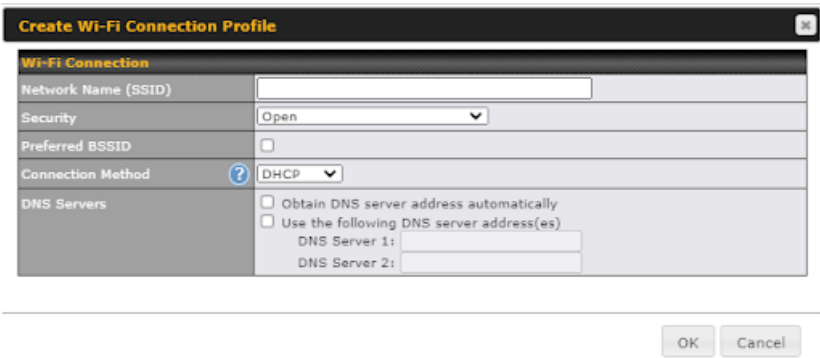 Create Wi-Fi Connection Profile
Wi-Fi Connection
Network Name (SSID)
Security Open
Preferred BSSID
Connection Method ? DHCP
DNS Servers Obtain DNS server address automatically
Use the following DNS server address(es)
DNS Server 1:
DNS Server 2:
OK Cancel